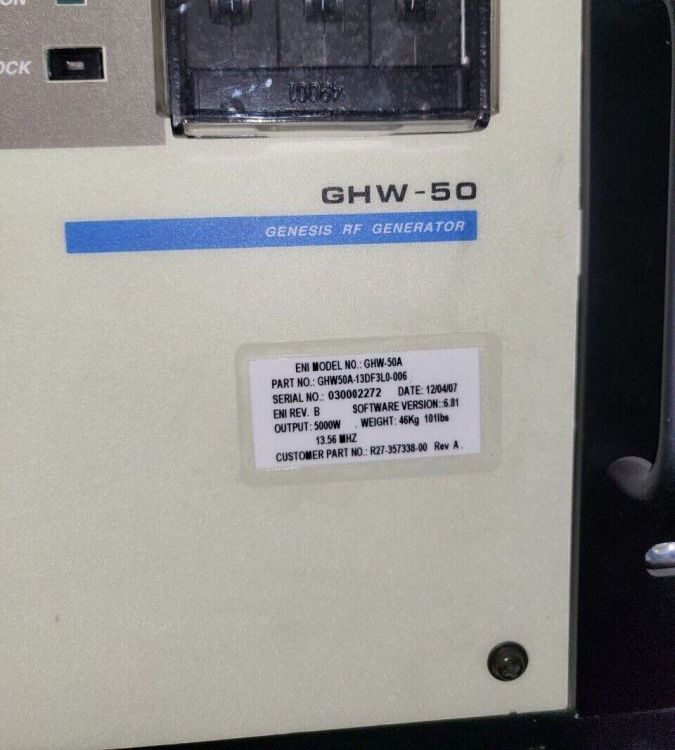 ON
OCK
49001
GHW-50
GENESIS RF GENERATOR
ENI MODEL NO.: GHW-50A
PART NO.: GHW50A-13DF3L0-006
SERIAL NO.: 030002272 DATE: 12/04/07
ENI REV. B SOFTWARE VERSION.:6.81
OUTPUT: 5000W . WEIGHT: 46Kg 101lbs
13.56 MHZ
CUSTOMER PART NO.: R27-357338-00 Rev A .